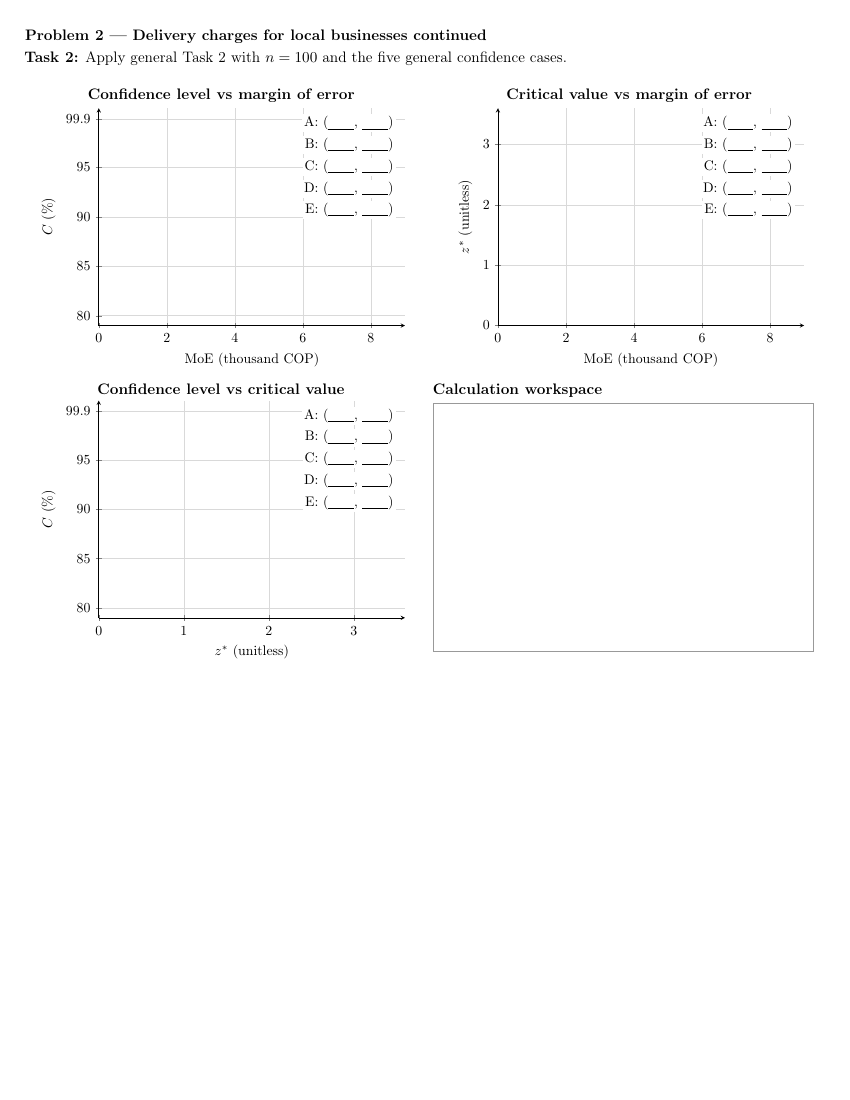 Problem 2 — Delivery charges for local businesses continued
Task 2: Apply general Task 2 with n = 100 and the five general confidence cases.
Confidence level vs margin of error
99.9
95
90
85
80
C (%)
0 2 4 6 8
MoE (thousand COP)
A: (___, ___)
B: (___, ___)
C: (___, ___)
D: (___, ___)
E: (___, ___)
Critical value vs margin of error
3
2
1
0
z* (unitless)
0 2 4 6 8
MoE (thousand COP)
A: (___, ___)
B: (___, ___)
C: (___, ___)
D: (___, ___)
E: (___, ___)
Confidence level vs critical value
99.9
95
90
85
80
C (%)
0 1 2 3
z* (unitless)
A: (___, ___)
B: (___, ___)
C: (___, ___)
D: (___, ___)
E: (___, ___)
Calculation workspace